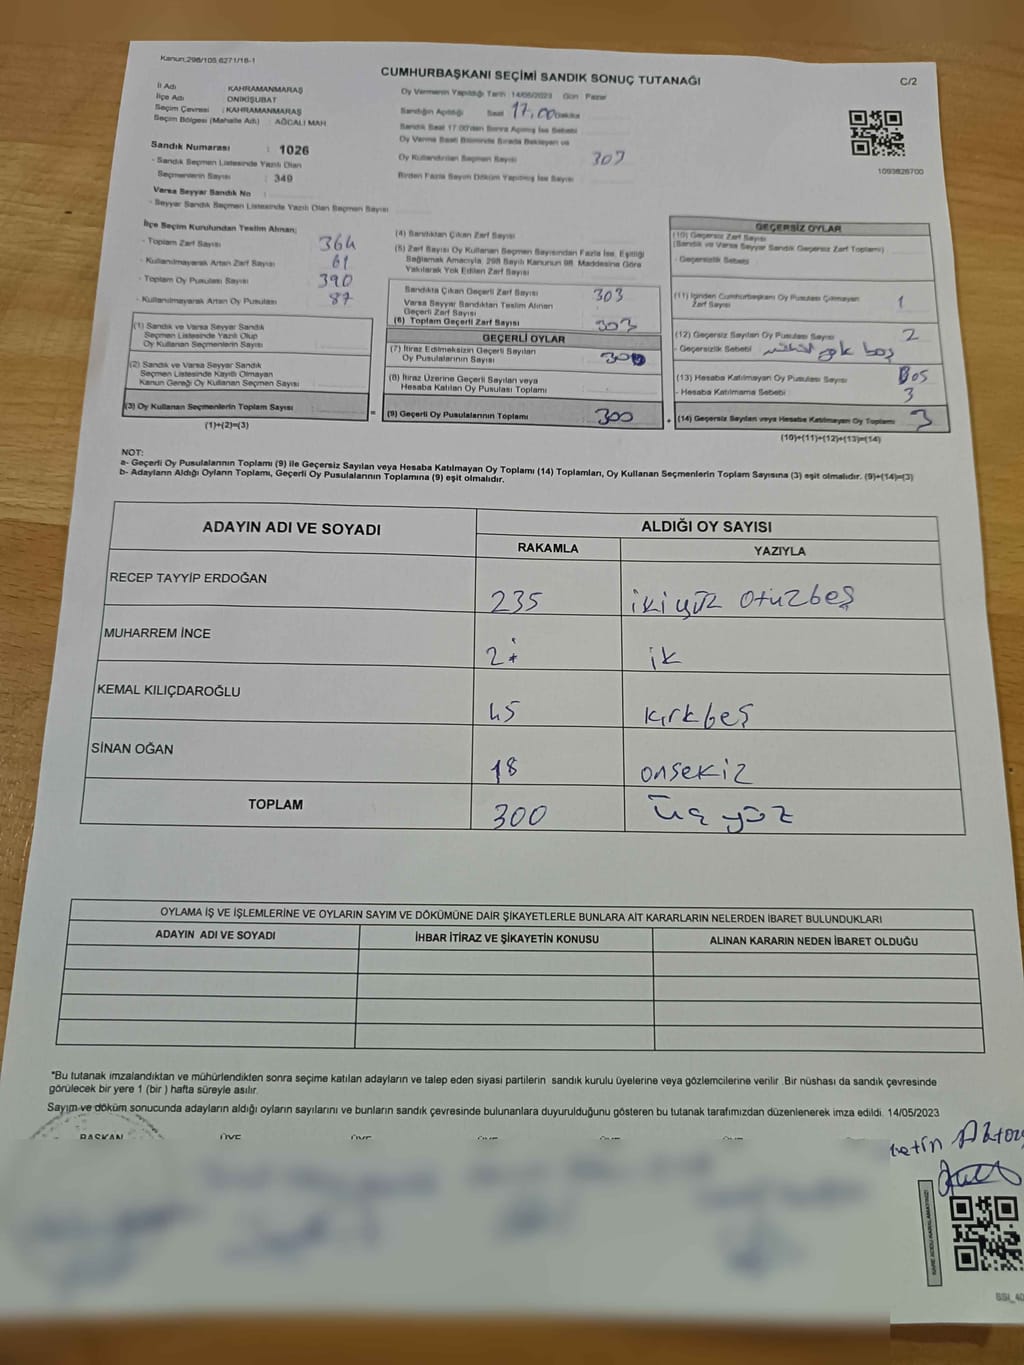 Kanun:298/105,6271/16-1
CUMHURBAŞKANI SEÇİMİ SANDIK SONUÇ TUTANAĞI
C/2
İl Adı KAHRAMANMARAŞ
İlçe Adı ONİKİŞUBAT
Seçim Çevresi : KAHRAMANMARAŞ
Seçim Bölgesi (Mahalle Adı) : AĞCALI MAH
Oy Vermenin Yapıldığı Tarih : 14/05/2023 Gün : Pazar
Sandığın Açıldığı Saat 17,00 Dakika
Sandık Saat 17:00'den Sonra Açılmış İse Sebebi
Oy Verme Saati Bitiminde Sırada Bekleyen ve
Oy Kullandırılan Seçmen Sayısı
Birden Fazla Sayım Döküm Yapılmış İse Sayısı
1093826700
Sandık Numarası : 1026
- Sandık Seçmen Listesinde Yazılı Olan
Seçmenlerin Sayısı : 349
Varsa Seyyar Sandık No :
- Seyyar Sandık Seçmen Listesinde Yazılı Olan Seçmen Sayısı
İlçe Seçim Kurulundan Teslim Alınan;
- Toplam Zarf Sayısı 364
- Kullanılmayarak Artan Zarf Sayısı 61
- Toplam Oy Pusulası Sayısı 390
- Kullanılmayarak Artan Oy Pusulası 87
(1) Sandık ve Varsa Seyyar Sandık
Seçmen Listesinde Yazılı Olup
Oy Kullanan Seçmenlerin Sayısı
(2) Sandık ve Varsa Seyyar Sandık
Seçmen Listesinde Kayıtlı Olmayan
Kanun Gereği Oy Kullanan Seçmen Sayısı
(3) Oy Kullanan Seçmenlerin Toplam Sayısı
(1)+(2)=(3)
=
(4) Sandıktan Çıkan Zarf Sayısı
(5) Zarf Sayısı Oy Kullanan Seçmen Sayısından Fazla İse, Eşitliği
Sağlamak Amacıyla, 298 Sayılı Kanunun 98. Maddesine Göre
Yakılarak Yok Edilen Zarf Sayısı
Sandıkta Çıkan Geçerli Zarf Sayısı 303
Varsa Seyyar Sandıktan Teslim Alınan
Geçerli Zarf Sayısı
(6) Toplam Geçerli Zarf Sayısı 303
GEÇERLİ OYLAR
(7) İtiraz Edilmeksizin Geçerli Sayılan
Oy Pusulalarının Sayısı 300
(8) İtiraz Üzerine Geçerli Sayılan veya
Hesaba Katılan Oy Pusulası Toplamı
(9) Geçerli Oy Pusulalarının Toplamı 300
+
GEÇERSİZ OYLAR
(10) Geçersiz Zarf Sayısı
(Sandık ve Varsa Seyyar Sandık Geçersiz Zarf Toplamı)
- Geçersizlik Sebebi
(11) İçinden Cumhurbaşkanı Oy Pusulası Çıkmayan
Zarf Sayısı 1
(12) Geçersiz Sayılan Oy Pusulası Sayısı 2
- Geçersizlik Sebebi boş
(13) Hesaba Katılmayan Oy Pusulası Sayısı Bos
- Hesaba Katılmama Sebebi 3
(14) Geçersiz Sayılan veya Hesaba Katılmayan Oy Toplamı 3
(10)+(11)+(12)+(13)=(14)
NOT:
a- Geçerli Oy Pusulalarının Toplamı (9) ile Geçersiz Sayılan veya Hesaba Katılmayan Oy Toplamı (14) Toplamları, Oy Kullanan Seçmenlerin Toplam Sayısına (3) eşit olmalıdır. (9)+(14)=(3)
b- Adayların Aldığı Oyların Toplamı, Geçerli Oy Pusulalarının Toplamına (9) eşit olmalıdır.
ADAYIN ADI VE SOYADI
ALDIĞI OY SAYISI
RAKAMLA YAZIYLA
RECEP TAYYİP ERDOĞAN 235 ikiyüz otuzbeş
MUHARREM İNCE 2 ik
KEMAL KILIÇDAROĞLU 45 kırkbeş
SİNAN OĞAN 18 onsekiz
TOPLAM 300 üç yüz
OYLAMA İŞ VE İŞLEMLERİNE VE OYLARIN SAYIM VE DÖKÜMÜNE DAİR ŞİKAYETLERLE BUNLARA AİT KARARLARIN NELERDEN İBARET BULUNDUKLARI
ADAYIN ADI VE SOYADI İHBAR İTİRAZ VE ŞİKAYETİN KONUSU ALINAN KARARIN NEDEN İBARET OLDUĞU
*Bu tutanak imzalandıktan ve mühürlendikten sonra seçime katılan adayların ve talep eden siyasi partilerin sandık kurulu üyelerine veya gözlemcilerine verilir. Bir nüshası da sandık çevresinde
görülecek bir yere 1 (bir) hafta süreyle asılır.
Sayım ve döküm sonucunda adayların aldığı oyların sayılarını ve bunların sandık çevresinde bulunanlara duyurulduğunu gösteren bu tutanak tarafımızdan düzenlenerek imza edildi. 14/05/2023
BAŞKAN ÜYE ÜYE ÜYE ÜYE ÜYE